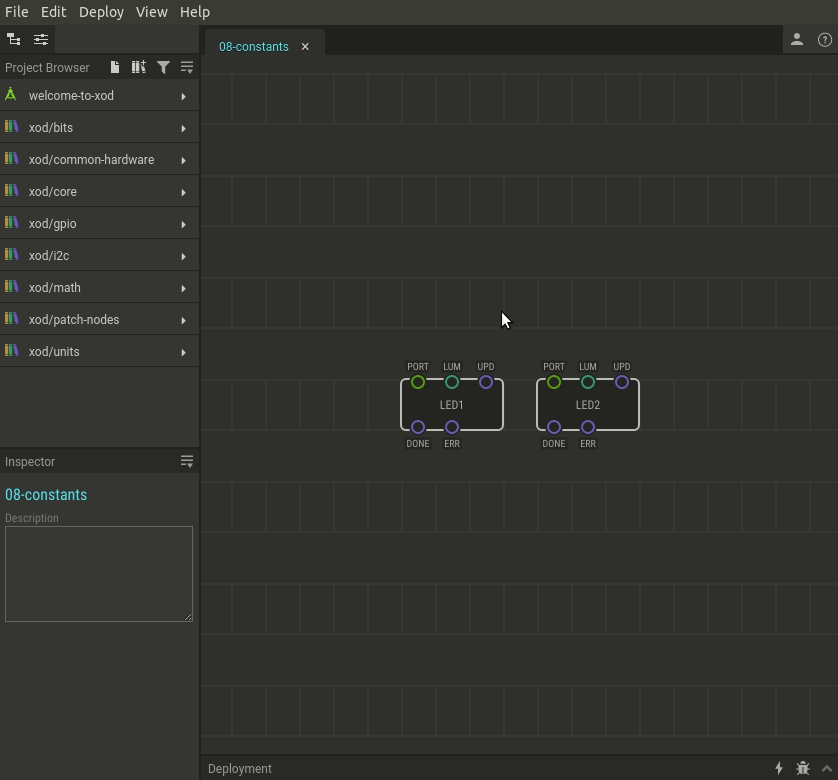 File Edit Deploy View Help
08-constants
Project Browser
welcome-to-xod
xod/bits
xod/common-hardware
xod/core
xod/gpio
xod/i2c
xod/math
xod/patch-nodes
xod/units
PORT LUM UPD PORT LUM UPD
LED1 LED2
DONE ERR DONE ERR
Inspector
08-constants
Description
Deployment